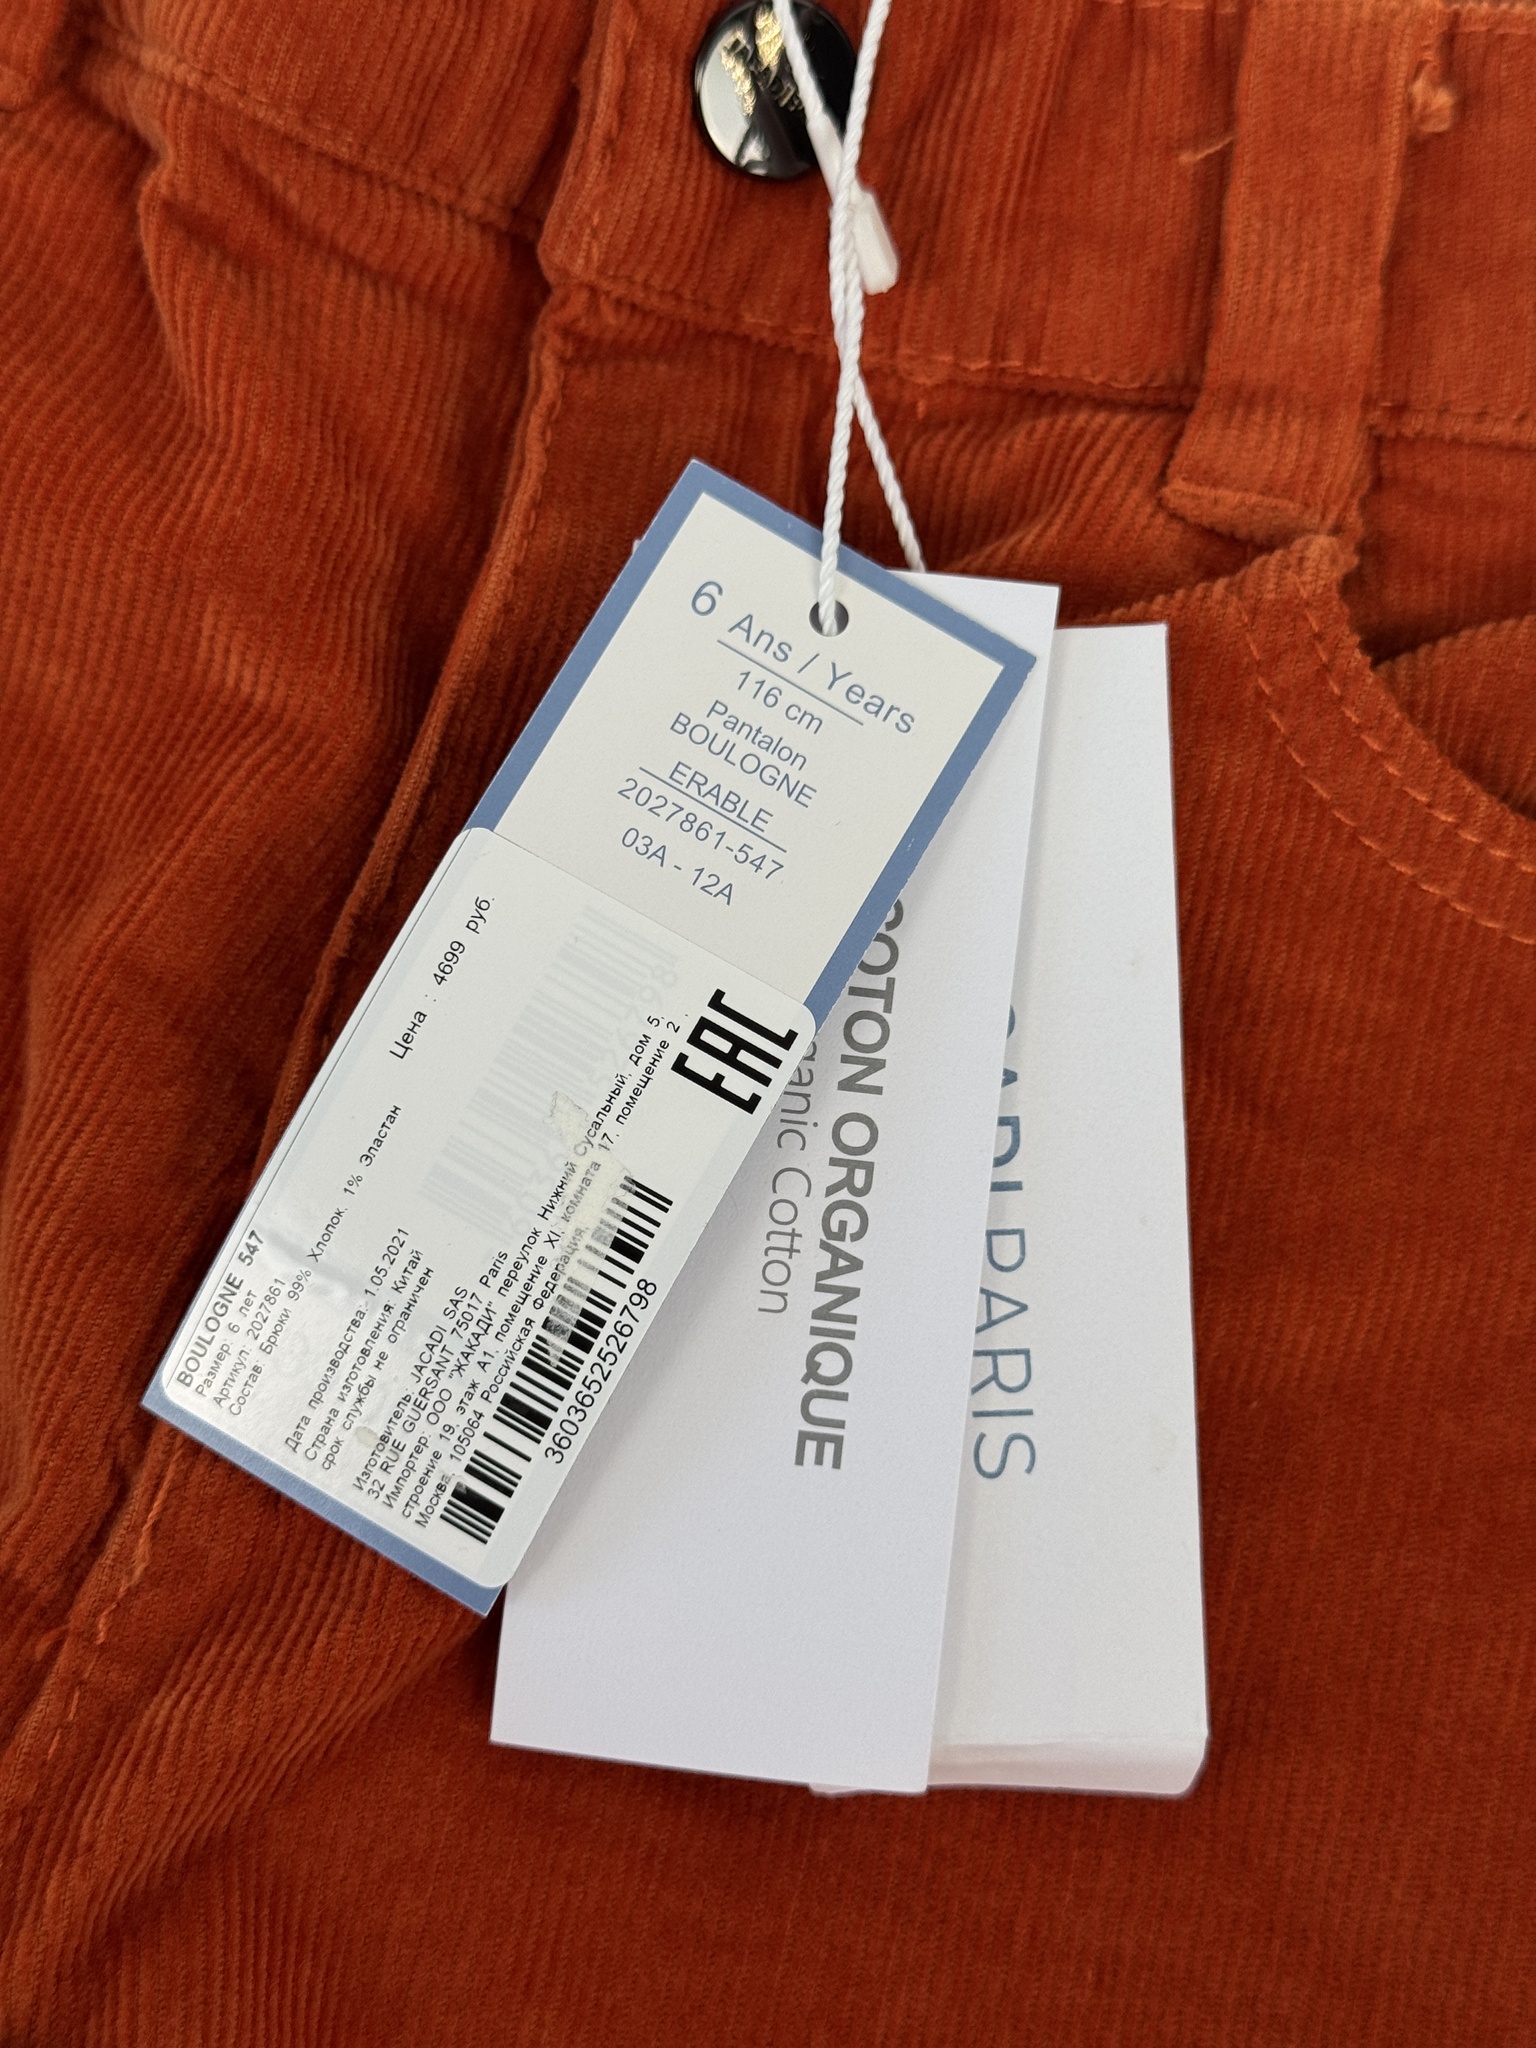 6 Ans / Years
116 cm
Pantalon
BOULOGNE
ERABLE
2027861-547
03A - 12A
BOULOGNE 547
Размер: 6 лет
Артикул: 2027861
Состав: Брюки 99% Хлопок. 1% Эластан
Цена : 4699 руб.
Дата производства: 1.05.2021
Страна изготовления: Китай
срок службы не ограничен
Изготовитель: JACADI SAS
32 RUE GUERSANT 75017 Paris
Импортер: ООО "ЖАКАДИ" переулок Нижний Сусальный, дом 5,
строение 19, этаж А1, помещение XI, комната 17, помещение 2
Москва, 105064 Российская Федерация,
EAC
3603652526798
COTON ORGANIQUE
Cotton
PARIS